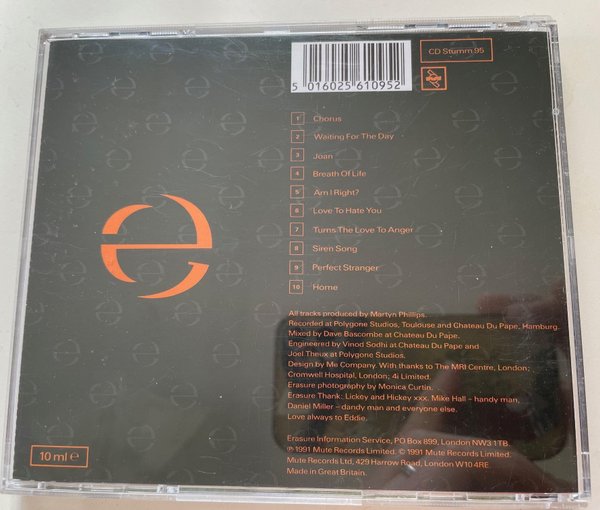 CD Stumm 95
5 016025 610952
1 Chorus
2 Waiting For The Day
3 Joan
4 Breath Of Life
5 Am I Right?
6 Love To Hate You
7 Turns The Love To Anger
8 Siren Song
9 Perfect Stranger
10 Home
e
All tracks produced by Martyn Phillips.
Recorded at Polygone Studios, Toulouse and Chateau Du Pape, Hamburg.
Mixed by Dave Bascombe at Chateau Du Pape.
Engineered by Vinod Sodhi at Chateau Du Pape and
Joel Theux at Polygone Studios.
Design by Me Company. With thanks to The MRI Centre, London;
Cromwell Hospital, London; 4i Limited.
Erasure photography by Monica Curtin.
Erasure Thank: Lickey and Hickey xxx. Mike Hall – handy man,
Daniel Miller – dandy man and everyone else.
Love always to Eddie.
Erasure Information Service, PO Box 899, London NW3 1TB.
℗ 1991 Mute Records Limited. © 1991 Mute Records Limited.
Mute Records Ltd, 429 Harrow Road, London W10 4RE.
Made in Great Britain.
10 ml e